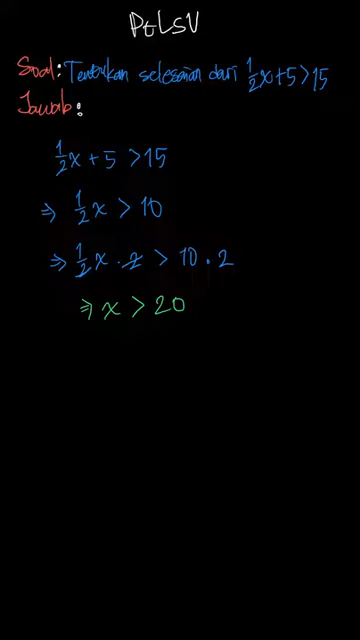 PtLSV
Soal: Tentukan selesaian dari 1/2x+5>15
Jawab:
1/2x+5>15
⇒ 1/2x > 10
⇒ 1/2x . 2 > 10 . 2
⇒ x > 20